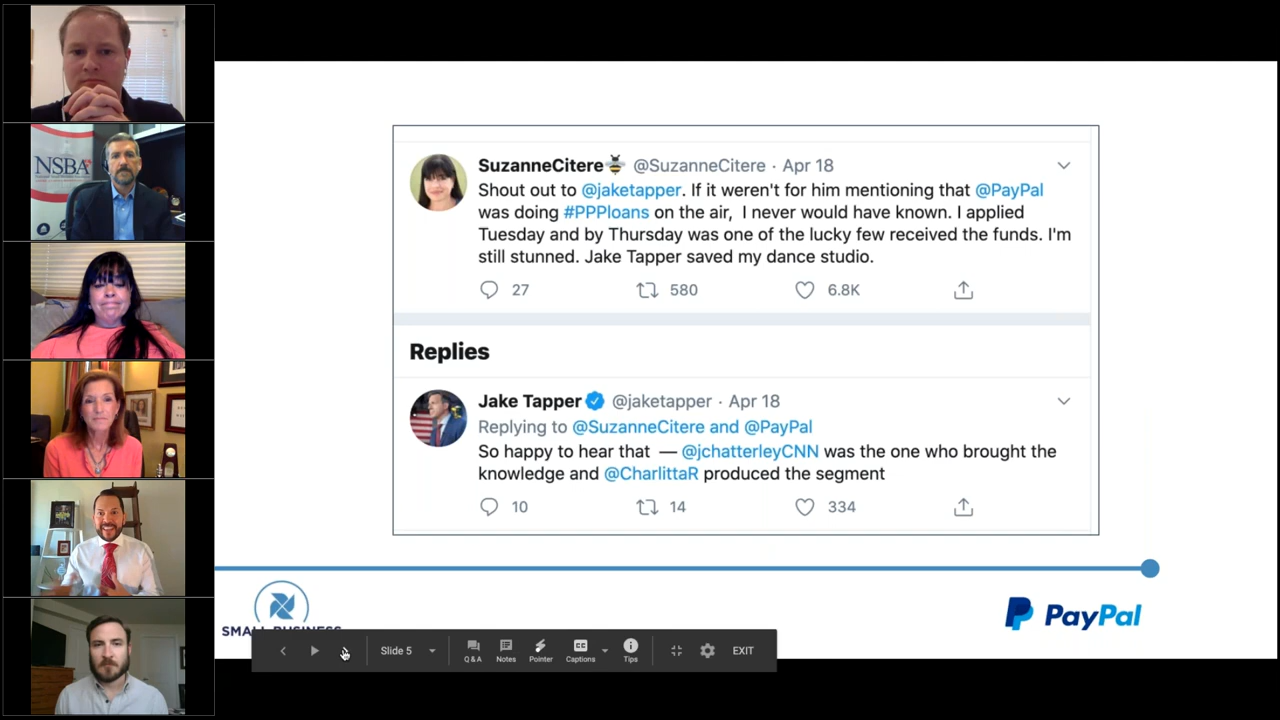 NSBA
SuzanneCitere🐝 @SuzanneCitere · Apr 18
Shout out to @jaketapper. If it weren't for him mentioning that @PayPal
was doing #PPPloans on the air, I never would have known. I applied
Tuesday and by Thursday was one of the lucky few received the funds. I'm
still stunned. Jake Tapper saved my dance studio.
27 580 6.8K
Replies
Jake Tapper @jaketapper · Apr 18
Replying to @SuzanneCitere and @PayPal
So happy to hear that — @jchatterleyCNN was the one who brought the
knowledge and @CharlittaR produced the segment
10 14 334
SMALL BUSINESS
PayPal
Slide 5
Q & A Notes Pointer CC Captions Tips EXIT